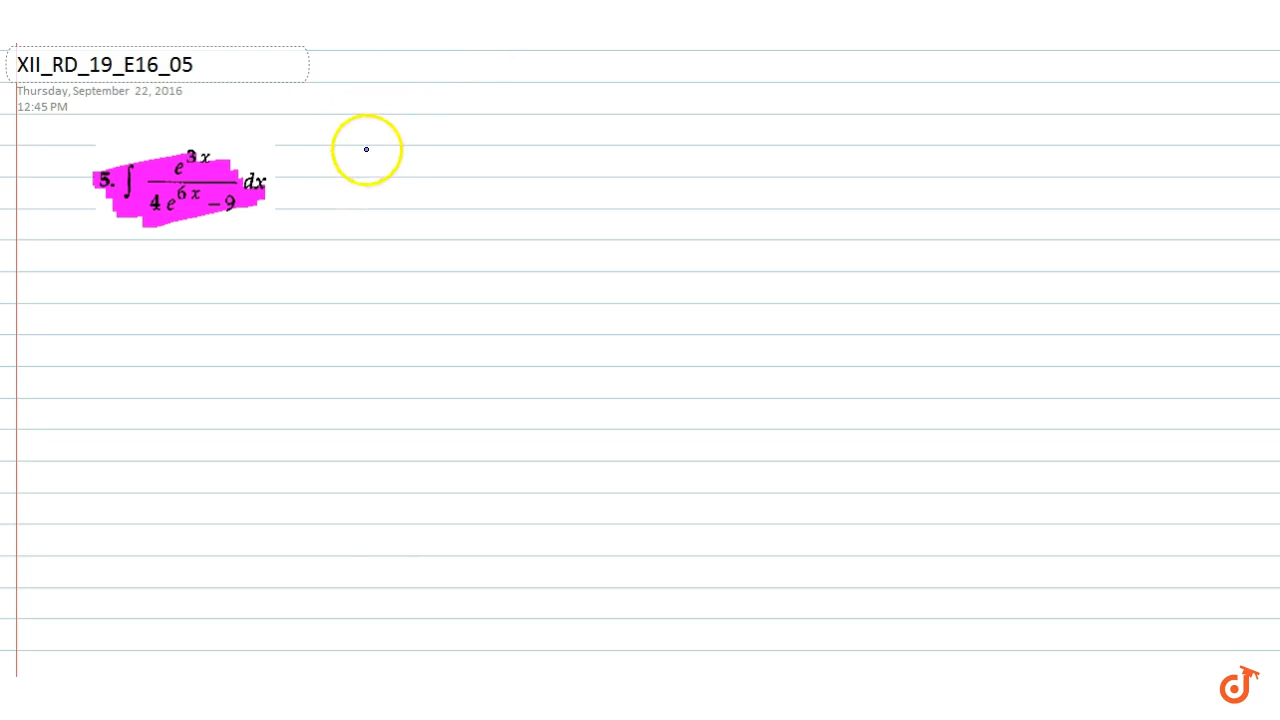 XII_RD_19_E16_05
Thursday, September 22, 2016
12:45 PM
5. ∫ e^{3x} / (4 e^{6x} − 9) dx